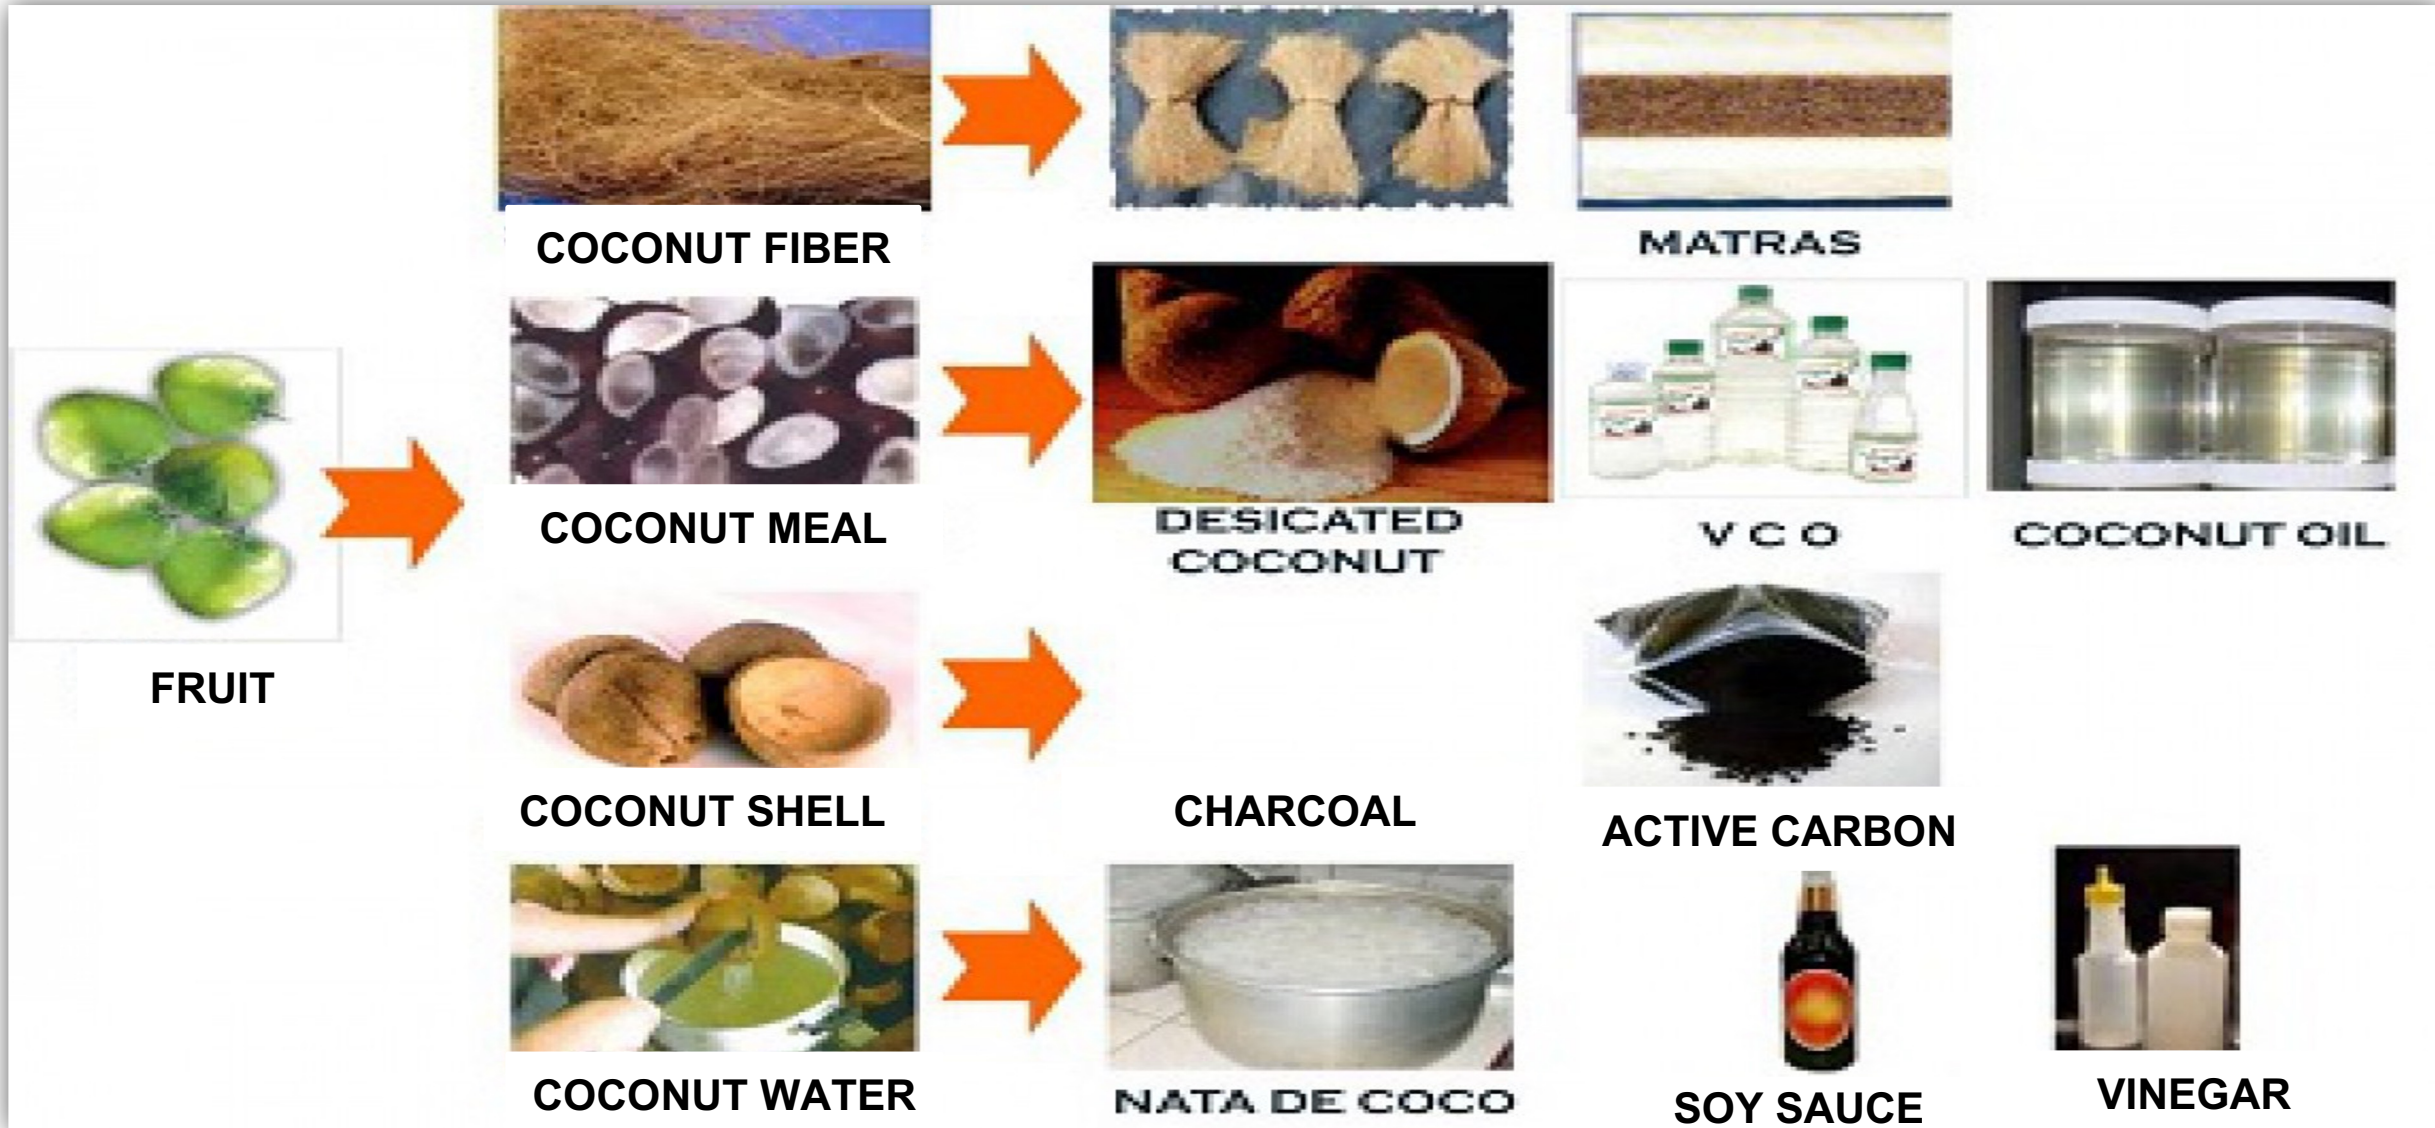 COCONUT FIBER
MATRAS
COCONUT MEAL
DESICATED
COCONUT
V C O
COCONUT OIL
FRUIT
COCONUT SHELL
CHARCOAL
ACTIVE CARBON
COCONUT WATER
NATA DE COCO
SOY SAUCE
VINEGAR